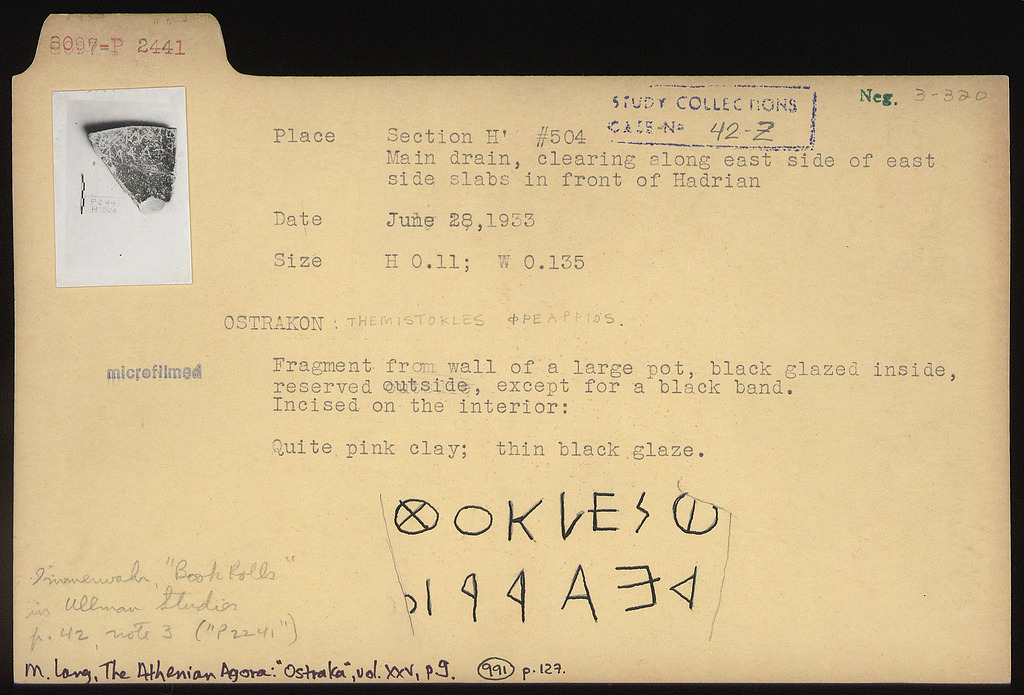 8097-P 2441
Neg. 3-320
STUDY COLLECTIONS
CASE-Nº 42-Z
Place Section H' #504
Main drain, clearing along east side of east
side slabs in front of Hadrian
P2441
Date June 28,1933
Size H 0.11; W 0.135
OSTRAKON : THEMISTOKLES ΦΡΕΑΡΡΙΟS.
microfilmed
Fragment from wall of a large pot, black glazed inside,
reserved outside, except for a black band.
Incised on the interior:
Quite pink clay; thin black glaze.
⊗OKLES Φ
ΟΙΡΡΑΕΡ
Immerwahr, "Book Rolls"
in Ullman Studies
p. 42, note 3 ("P2241")
M. Lang, The Athenian Agora: "Ostraka", vol. XXV, p 9. 991 p. 127.